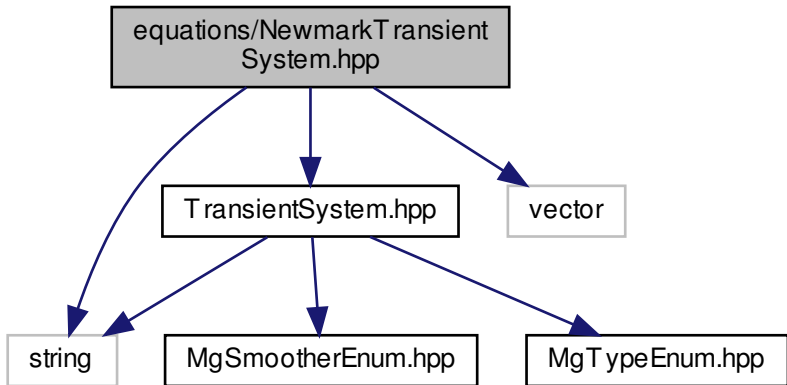 equations/NewmarkTransient
System.hpp
TransientSystem.hpp
vector
string
MgSmootherEnum.hpp
MgTypeEnum.hpp